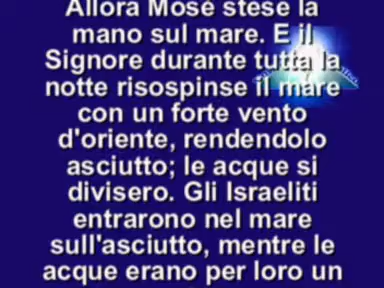 Allora Mosè stese la
mano sul mare. E il
Signore durante tutta la
notte risospinse il mare
con un forte vento
d'oriente, rendendolo
asciutto; le acque si
divisero. Gli Israeliti
entrarono nel mare
sull'asciutto, mentre le
acque erano per loro un